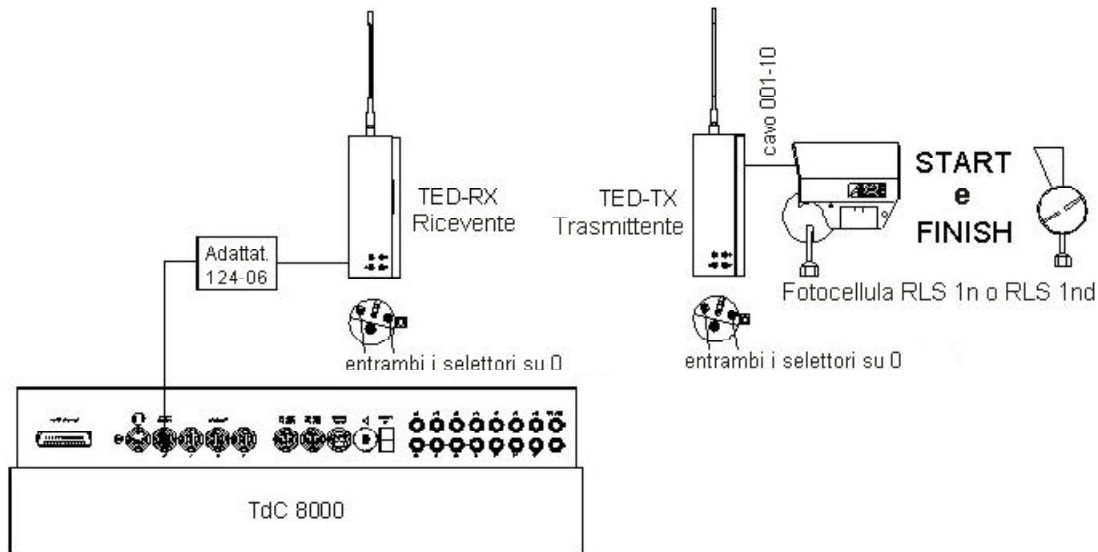 cavo 001-10
TED-RX
Ricevente
TED-TX
Trasmittente
START
e
FINISH
Adattat.
124-06
Fotocellula RLS 1n o RLS 1nd
entrambi i selettori su 0
entrambi i selettori su 0
TdC 8000